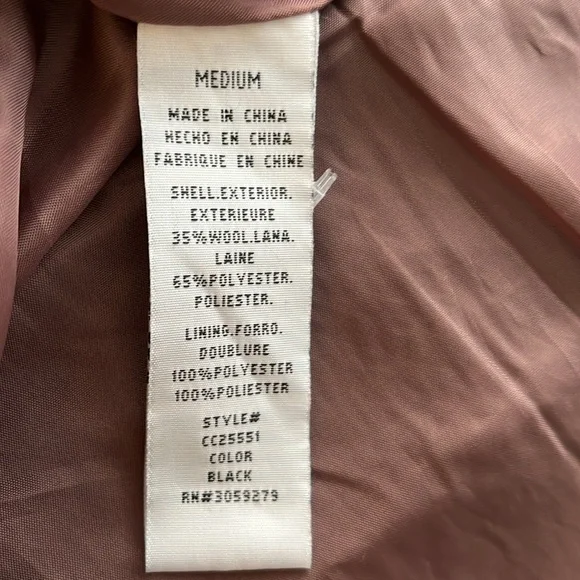 MEDIUM
MADE IN CHINA
HECHO EN CHINA
FABRIQUE EN CHINE
SHELL.EXTERIOR.
EXTERIEURE
35%WOOL.LANA.
LAINE
65%POLYESTER.
POLIESTER.
LINING.FORRO.
DOUBLURE
100%POLYESTER
100%POLIESTER
STYLE#
CC25551
COLOR
BLACK
RN#3059279